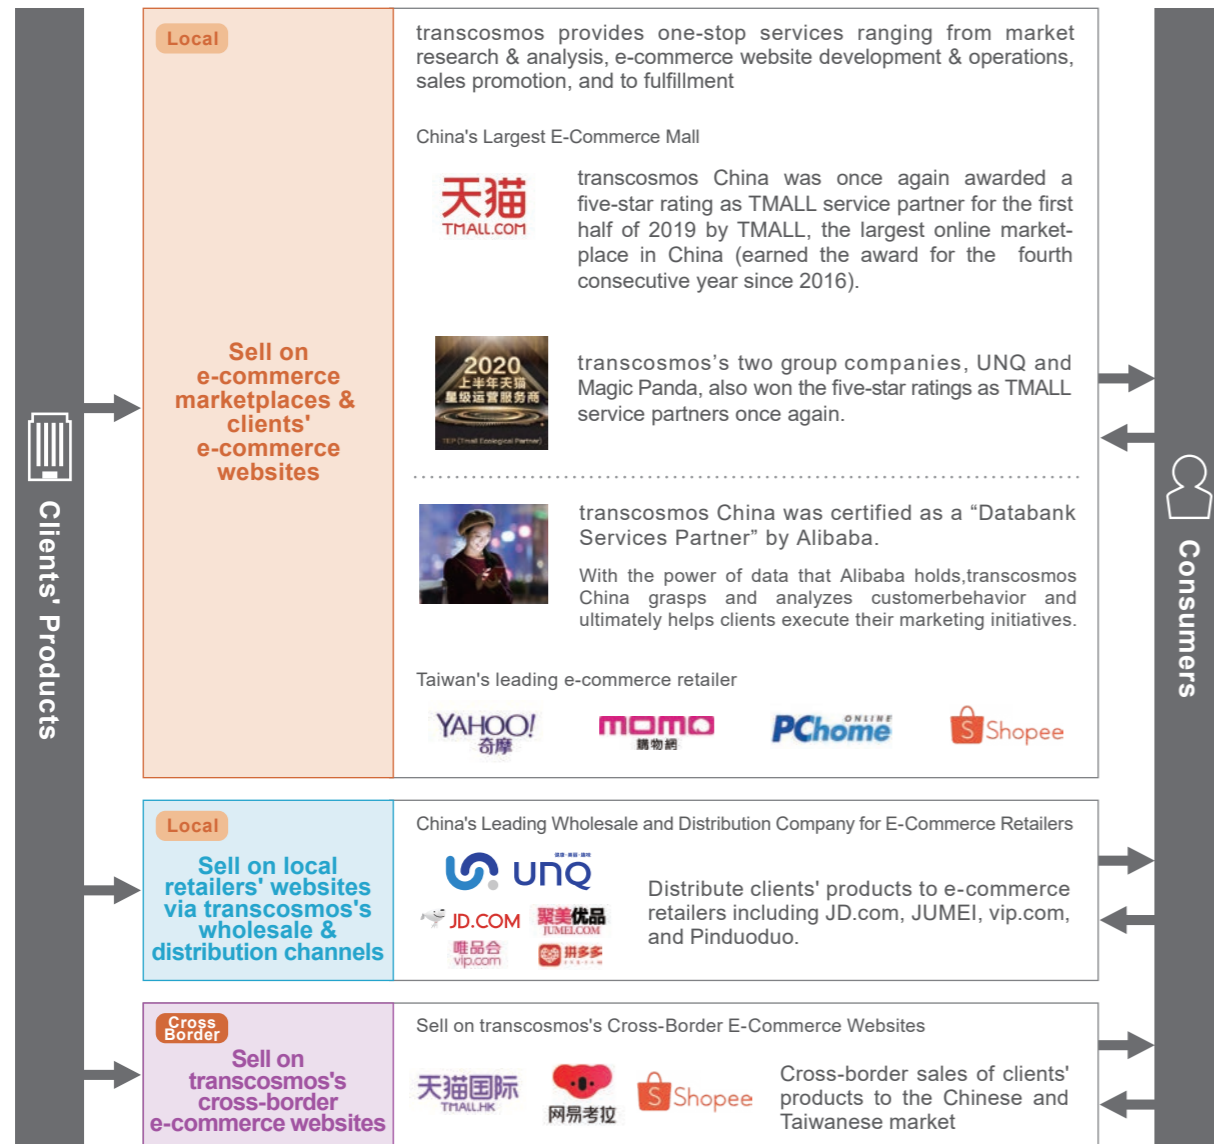 Clients' Products
Local
Sell on
e-commerce
marketplaces &
clients'
e-commerce
websites
transcosmos provides one-stop services ranging from market
research & analysis, e-commerce website development & operations,
sales promotion, and to fulfillment
China's Largest E-Commerce Mall
天猫
TMALL.COM
transcosmos China was once again awarded a
five-star rating as TMALL service partner for the first
half of 2019 by TMALL, the largest online market-
place in China (earned the award for the fourth
consecutive year since 2016).
2020
上半年天猫
星级运营服务商
TEP (Tmall Ecological Partner)
transcosmos's two group companies, UNQ and
Magic Panda, also won the five-star ratings as TMALL
service partners once again.
transcosmos China was certified as a “Databank
Services Partner” by Alibaba.
With the power of data that Alibaba holds,transcosmos
China grasps and analyzes customerbehavior and
ultimately helps clients execute their marketing initiatives.
Taiwan's leading e-commerce retailer
YAHOO!
奇摩
momo
購物網
PChome
ONLINE
Shopee
Local
Sell on local
retailers' websites
via transcosmos's
wholesale &
distribution channels
China's Leading Wholesale and Distribution Company for E-Commerce Retailers
UNQ
JD.COM
聚美优品
JUMEI.COM
唯品会
vip.com
拼多多
Distribute clients' products to e-commerce
retailers including JD.com, JUMEI, vip.com,
and Pinduoduo.
Cross
Border
Sell on
transcosmos's
cross-border
e-commerce websites
Sell on transcosmos's Cross-Border E-Commerce Websites
天猫国际
TMALL.HK
网易考拉
Shopee
Cross-border sales of clients'
products to the Chinese and
Taiwanese market
Consumers